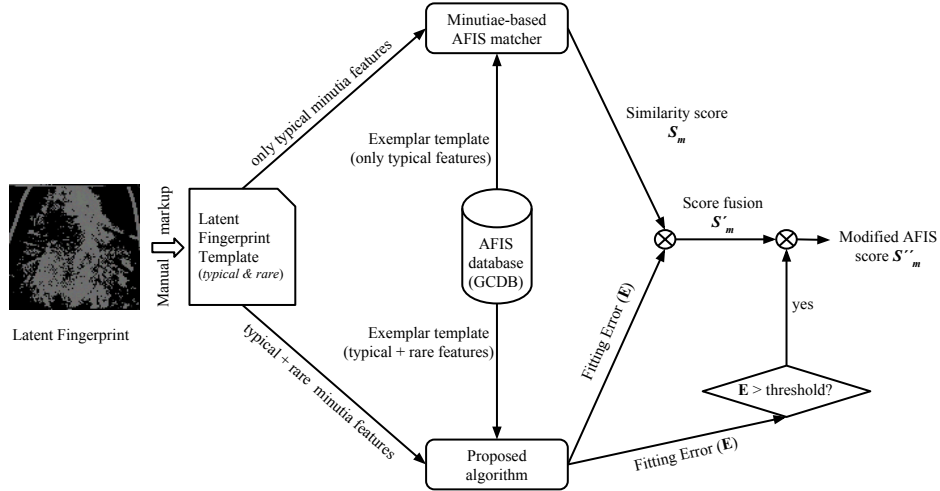 Minutiae-based
AFIS matcher
only typical minutia features
Similarity score
S_m
Exemplar template
(only typical features)
Manual markup
Latent
Fingerprint
Template
(typical & rare)
AFIS
database
(GCDB)
Score fusion
S´_m
Modified AFIS
score S´´_m
Latent Fingerprint
typical + rare minutia features
Exemplar template
(typical + rare features)
Fitting Error (E)
yes
E > threshold?
Proposed
algorithm
Fitting Error (E)